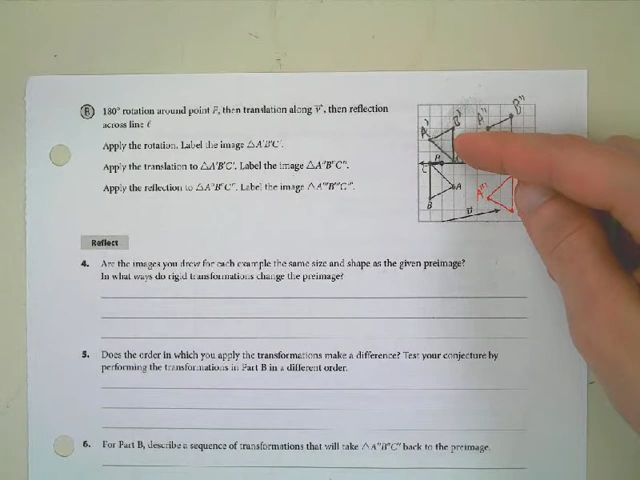 B 180° rotation around point P, then translation along v, then reflection
across line ℓ
Apply the rotation. Label the image △A'B'C'.
Apply the translation to △A'B'C'. Label the image △A"B"C".
Apply the reflection to △A"B"C". Label the image △A'''B'''C'''.
A' B' A" B"
C P
A
B
v
A'''
Reflect
4. Are the images you drew for each example the same size and shape as the given preimage?
In what ways do rigid transformations change the preimage?
5. Does the order in which you apply the transformations make a difference? Test your conjecture by
performing the transformations in Part B in a different order.
6. For Part B, describe a sequence of transformations that will take △A"B"C" back to the preimage.